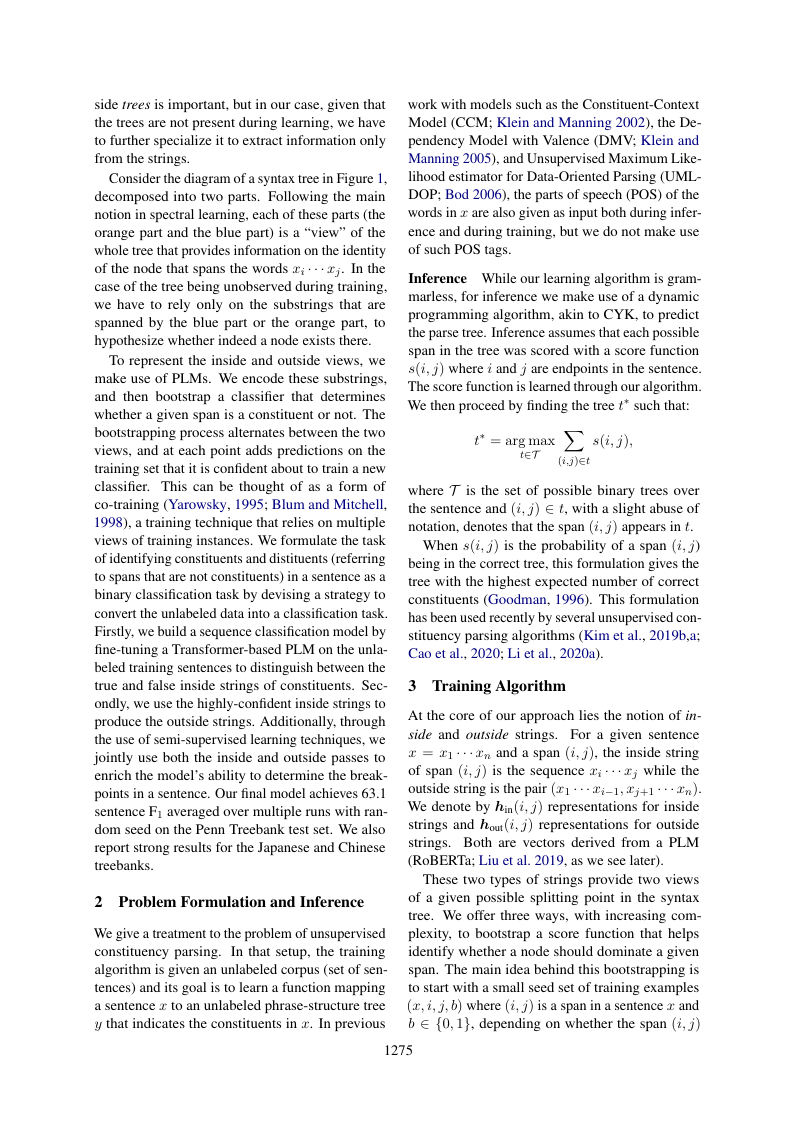 side trees is important, but in our case, given that
the trees are not present during learning, we have
to further specialize it to extract information only
from the strings.
Consider the diagram of a syntax tree in Figure 1,
decomposed into two parts. Following the main
notion in spectral learning, each of these parts (the
orange part and the blue part) is a “view” of the
whole tree that provides information on the identity
of the node that spans the words x_i · · · x_j. In the
case of the tree being unobserved during training,
we have to rely only on the substrings that are
spanned by the blue part or the orange part, to
hypothesize whether indeed a node exists there.
To represent the inside and outside views, we
make use of PLMs. We encode these substrings,
and then bootstrap a classifier that determines
whether a given span is a constituent or not. The
bootstrapping process alternates between the two
views, and at each point adds predictions on the
training set that it is confident about to train a new
classifier. This can be thought of as a form of
co-training (Yarowsky, 1995; Blum and Mitchell,
1998), a training technique that relies on multiple
views of training instances. We formulate the task
of identifying constituents and distituents (referring
to spans that are not constituents) in a sentence as a
binary classification task by devising a strategy to
convert the unlabeled data into a classification task.
Firstly, we build a sequence classification model by
fine-tuning a Transformer-based PLM on the unla-
beled training sentences to distinguish between the
true and false inside strings of constituents. Sec-
ondly, we use the highly-confident inside strings to
produce the outside strings. Additionally, through
the use of semi-supervised learning techniques, we
jointly use both the inside and outside passes to
enrich the model’s ability to determine the break-
points in a sentence. Our final model achieves 63.1
sentence F₁ averaged over multiple runs with ran-
dom seed on the Penn Treebank test set. We also
report strong results for the Japanese and Chinese
treebanks.
2 Problem Formulation and Inference
We give a treatment to the problem of unsupervised
constituency parsing. In that setup, the training
algorithm is given an unlabeled corpus (set of sen-
tences) and its goal is to learn a function mapping
a sentence x to an unlabeled phrase-structure tree
y that indicates the constituents in x. In previous
work with models such as the Constituent-Context
Model (CCM; Klein and Manning 2002), the De-
pendency Model with Valence (DMV; Klein and
Manning 2005), and Unsupervised Maximum Like-
lihood estimator for Data-Oriented Parsing (UML-
DOP; Bod 2006), the parts of speech (POS) of the
words in x are also given as input both during infer-
ence and during training, but we do not make use
of such POS tags.
Inference While our learning algorithm is gram-
marless, for inference we make use of a dynamic
programming algorithm, akin to CYK, to predict
the parse tree. Inference assumes that each possible
span in the tree was scored with a score function
s(i, j) where i and j are endpoints in the sentence.
The score function is learned through our algorithm.
We then proceed by finding the tree t* such that:
t* = arg max_{t∈𝒯} ∑_{(i,j)∈t} s(i, j),
where 𝒯 is the set of possible binary trees over
the sentence and (i, j) ∈ t, with a slight abuse of
notation, denotes that the span (i, j) appears in t.
When s(i, j) is the probability of a span (i, j)
being in the correct tree, this formulation gives the
tree with the highest expected number of correct
constituents (Goodman, 1996). This formulation
has been used recently by several unsupervised con-
stituency parsing algorithms (Kim et al., 2019b,a;
Cao et al., 2020; Li et al., 2020a).
3 Training Algorithm
At the core of our approach lies the notion of in-
side and outside strings. For a given sentence
x = x₁ · · · x_n and a span (i, j), the inside string
of span (i, j) is the sequence x_i · · · x_j while the
outside string is the pair (x₁ · · · x_{i−1}, x_{j+1} · · · x_n).
We denote by h_in(i, j) representations for inside
strings and h_out(i, j) representations for outside
strings. Both are vectors derived from a PLM
(RoBERTa; Liu et al. 2019, as we see later).
These two types of strings provide two views
of a given possible splitting point in the syntax
tree. We offer three ways, with increasing com-
plexity, to bootstrap a score function that helps
identify whether a node should dominate a given
span. The main idea behind this bootstrapping is
to start with a small seed set of training examples
(x, i, j, b) where (i, j) is a span in a sentence x and
b ∈ {0, 1}, depending on whether the span (i, j)
1275